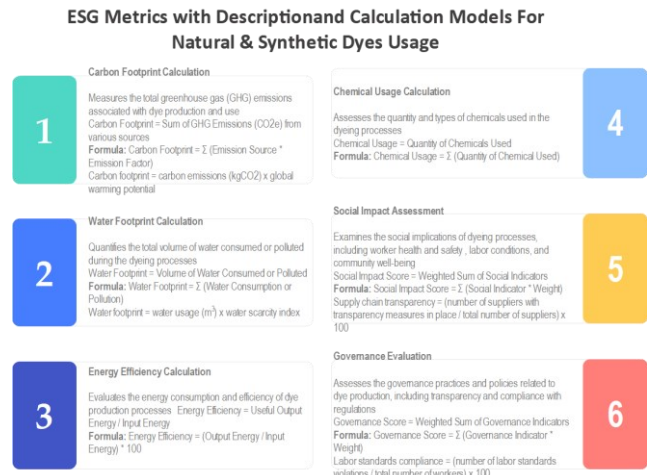 ESG Metrics with Descriptionand Calculation Models For
Natural & Synthetic Dyes Usage
1
Carbon Footprint Calculation
Measures the total greenhouse gas (GHG) emissions
associated with dye production and use
Carbon Footprint = Sum of GHG Emissions (CO2e) from
various sources
Formula: Carbon Footprint = Σ (Emission Source *
Emission Factor)
Carbon footprint = carbon emissions (kgCO2) x global
warming potential
2
Water Footprint Calculation
Quantifies the total volume of water consumed or polluted
during the dyeing processes
Water Footprint = Volume of Water Consumed or Polluted
Formula: Water Footprint = Σ (Water Consumption or
Pollution)
Water footprint = water usage (m³) x water scarcity index
3
Energy Efficiency Calculation
Evaluates the energy consumption and efficiency of dye
production processes Energy Efficiency = Useful Output
Energy / Input Energy
Formula: Energy Efficiency = (Output Energy / Input
Energy) * 100
4
Chemical Usage Calculation
Assesses the quantity and types of chemicals used in the
dyeing processes
Chemical Usage = Quantity of Chemicals Used
Formula: Chemical Usage = Σ (Quantity of Chemical Used)
5
Social Impact Assessment
Examines the social implications of dyeing processes,
including worker health and safety , labor conditions, and
community well-being
Social Impact Score = Weighted Sum of Social Indicators
Formula: Social Impact Score = Σ (Social Indicator * Weight)
Supply chain transparency = (number of suppliers with
transparency measures in place / total number of suppliers) x
100
6
Governance Evaluation
Assesses the governance practices and policies related to
dye production, including transparency and compliance with
regulations
Governance Score = Weighted Sum of Governance Indicators
Formula: Governance Score = Σ (Governance Indicator *
Weight)
Labor standards compliance = (number of labor standards
violations / total number of workers) x 100